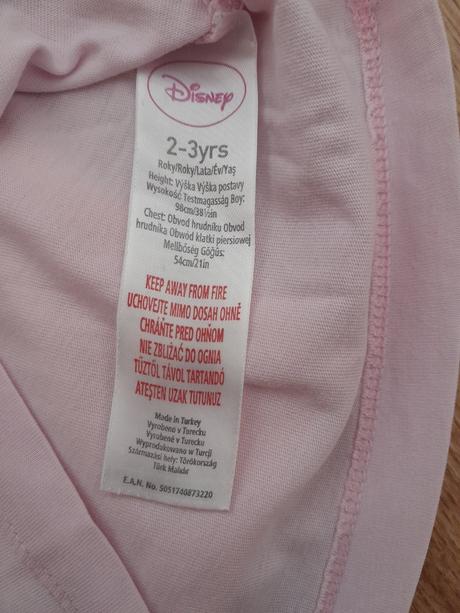 Disney
2-3yrs
Roky/Roky/Lata/Év/Yaş
Height: Výška Výška postavy
Wysokość Testmagasság Boy:
98cm/38½in
Chest: Obvod hrudníku Obvod
hrudníka Obwód klatki piersiowej
Mellbőség Göğüs:
54cm/21in
KEEP AWAY FROM FIRE
UCHOVEJTE MIMO DOSAH OHNĚ
CHRÁŇTE PRED OHŇOM
NIE ZBLIŻAĆ DO OGNIA
TŰZTŐL TÁVOL TARTANDÓ
ATEŞTEN UZAK TUTUNUZ
Made in Turkey
Vyrobeno v Turecku
Vyrobené v Turecku
Wyprodukowano w Turcji
Származási hely: Törökország
Türk Malıdır
E.A.N. No. 5051740873220